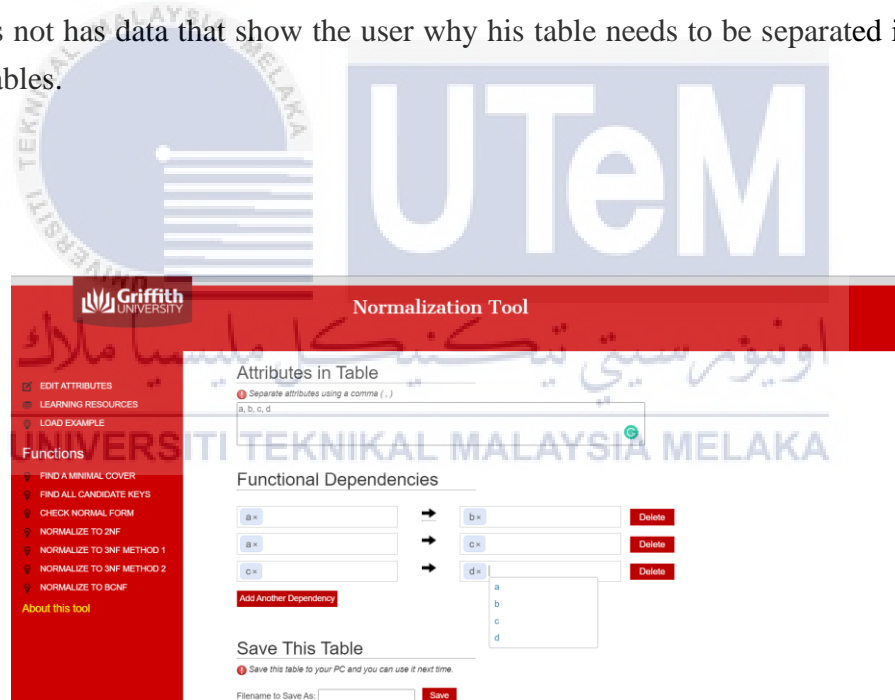 s not has data that show the user why his table needs to be separated i
ables.
UTeM
Griffith
UNIVERSITY
Normalization Tool
اونيۏرسيتي تيكنيكل مليسيا ملاك
UNIVERSITI TEKNIKAL MALAYSIA MELAKA
EDIT ATTRIBUTES
LEARNING RESOURCES
LOAD EXAMPLE
Functions
FIND A MINIMAL COVER
FIND ALL CANDIDATE KEYS
CHECK NORMAL FORM
NORMALIZE TO 2NF
NORMALIZE TO 3NF METHOD 1
NORMALIZE TO 3NF METHOD 2
NORMALIZE TO BCNF
About this tool
Attributes in Table
Separate attributes using a comma ( , )
a, b, c, d
Functional Dependencies
a× → b× Delete
a× → c× Delete
c× → d× Delete
a
b
c
d
Add Another Dependency
Save This Table
Save this table to your PC and you can use it next time.
Filename to Save As: Save